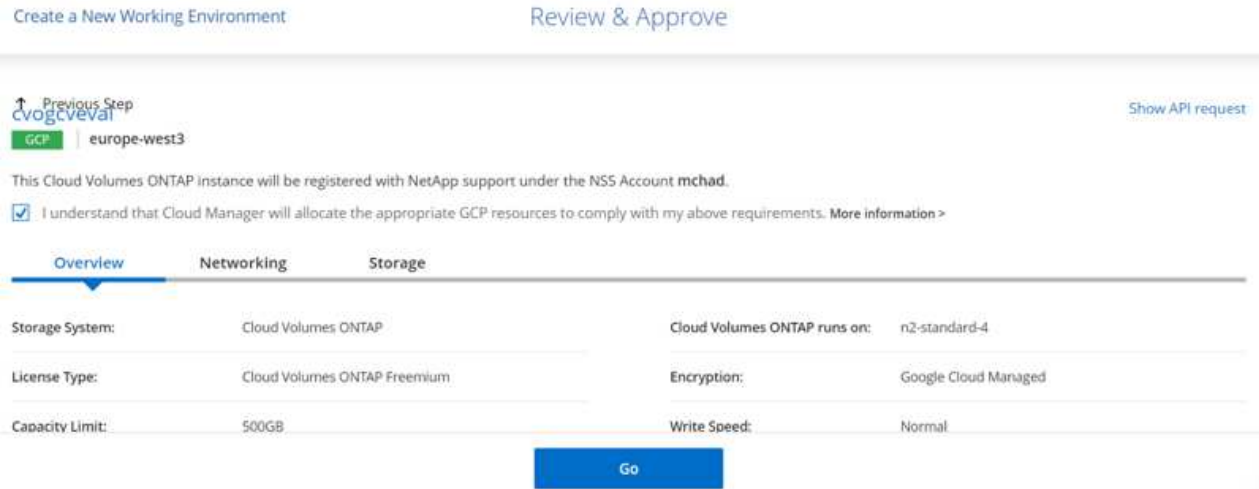 Create a New Working Environment
Review & Approve
↑ Previous Step
cvogcveval
Show API request
GCP | europe-west3
This Cloud Volumes ONTAP instance will be registered with NetApp support under the NSS Account mchad.
I understand that Cloud Manager will allocate the appropriate GCP resources to comply with my above requirements. More information >
Overview Networking Storage
Storage System: Cloud Volumes ONTAP Cloud Volumes ONTAP runs on: n2-standard-4
License Type: Cloud Volumes ONTAP Freemium Encryption: Google Cloud Managed
Capacity Limit: 500GB Write Speed: Normal
Go